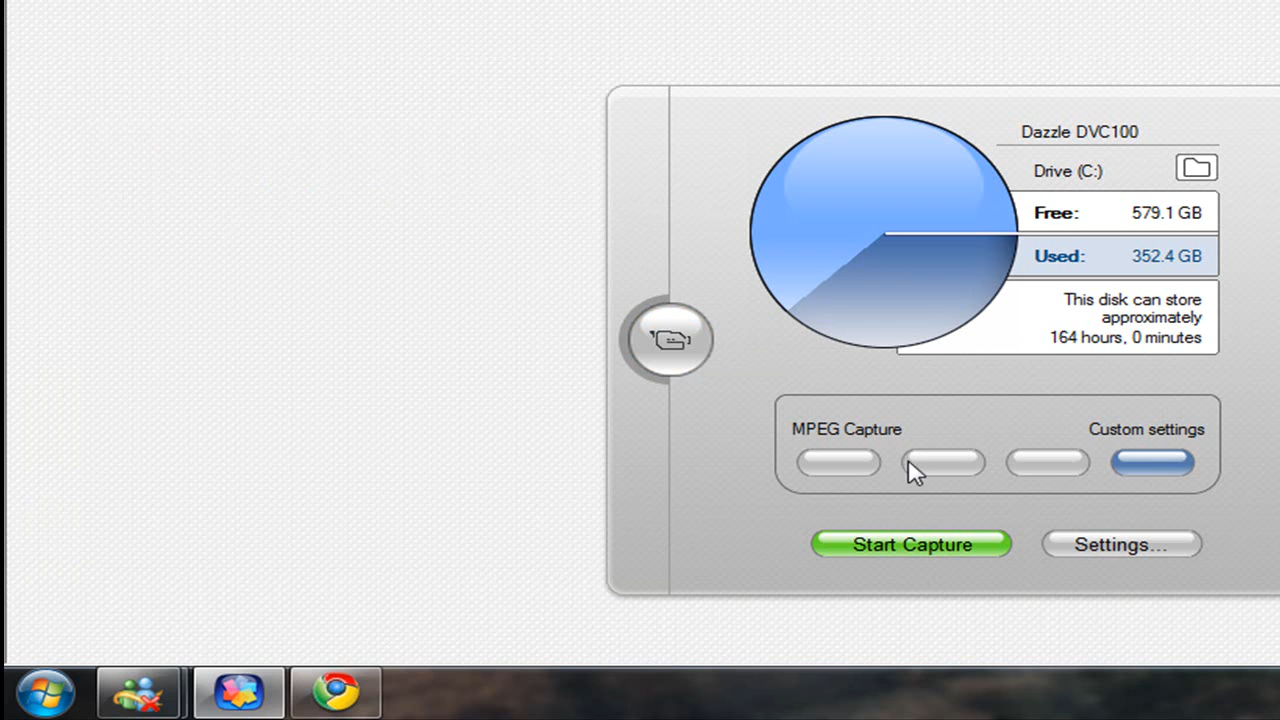 Dazzle DVC100
Drive (C:)
Free: 579.1 GB
Used: 352.4 GB
This disk can store
approximately
164 hours, 0 minutes
MPEG Capture Custom settings
Start Capture Settings...